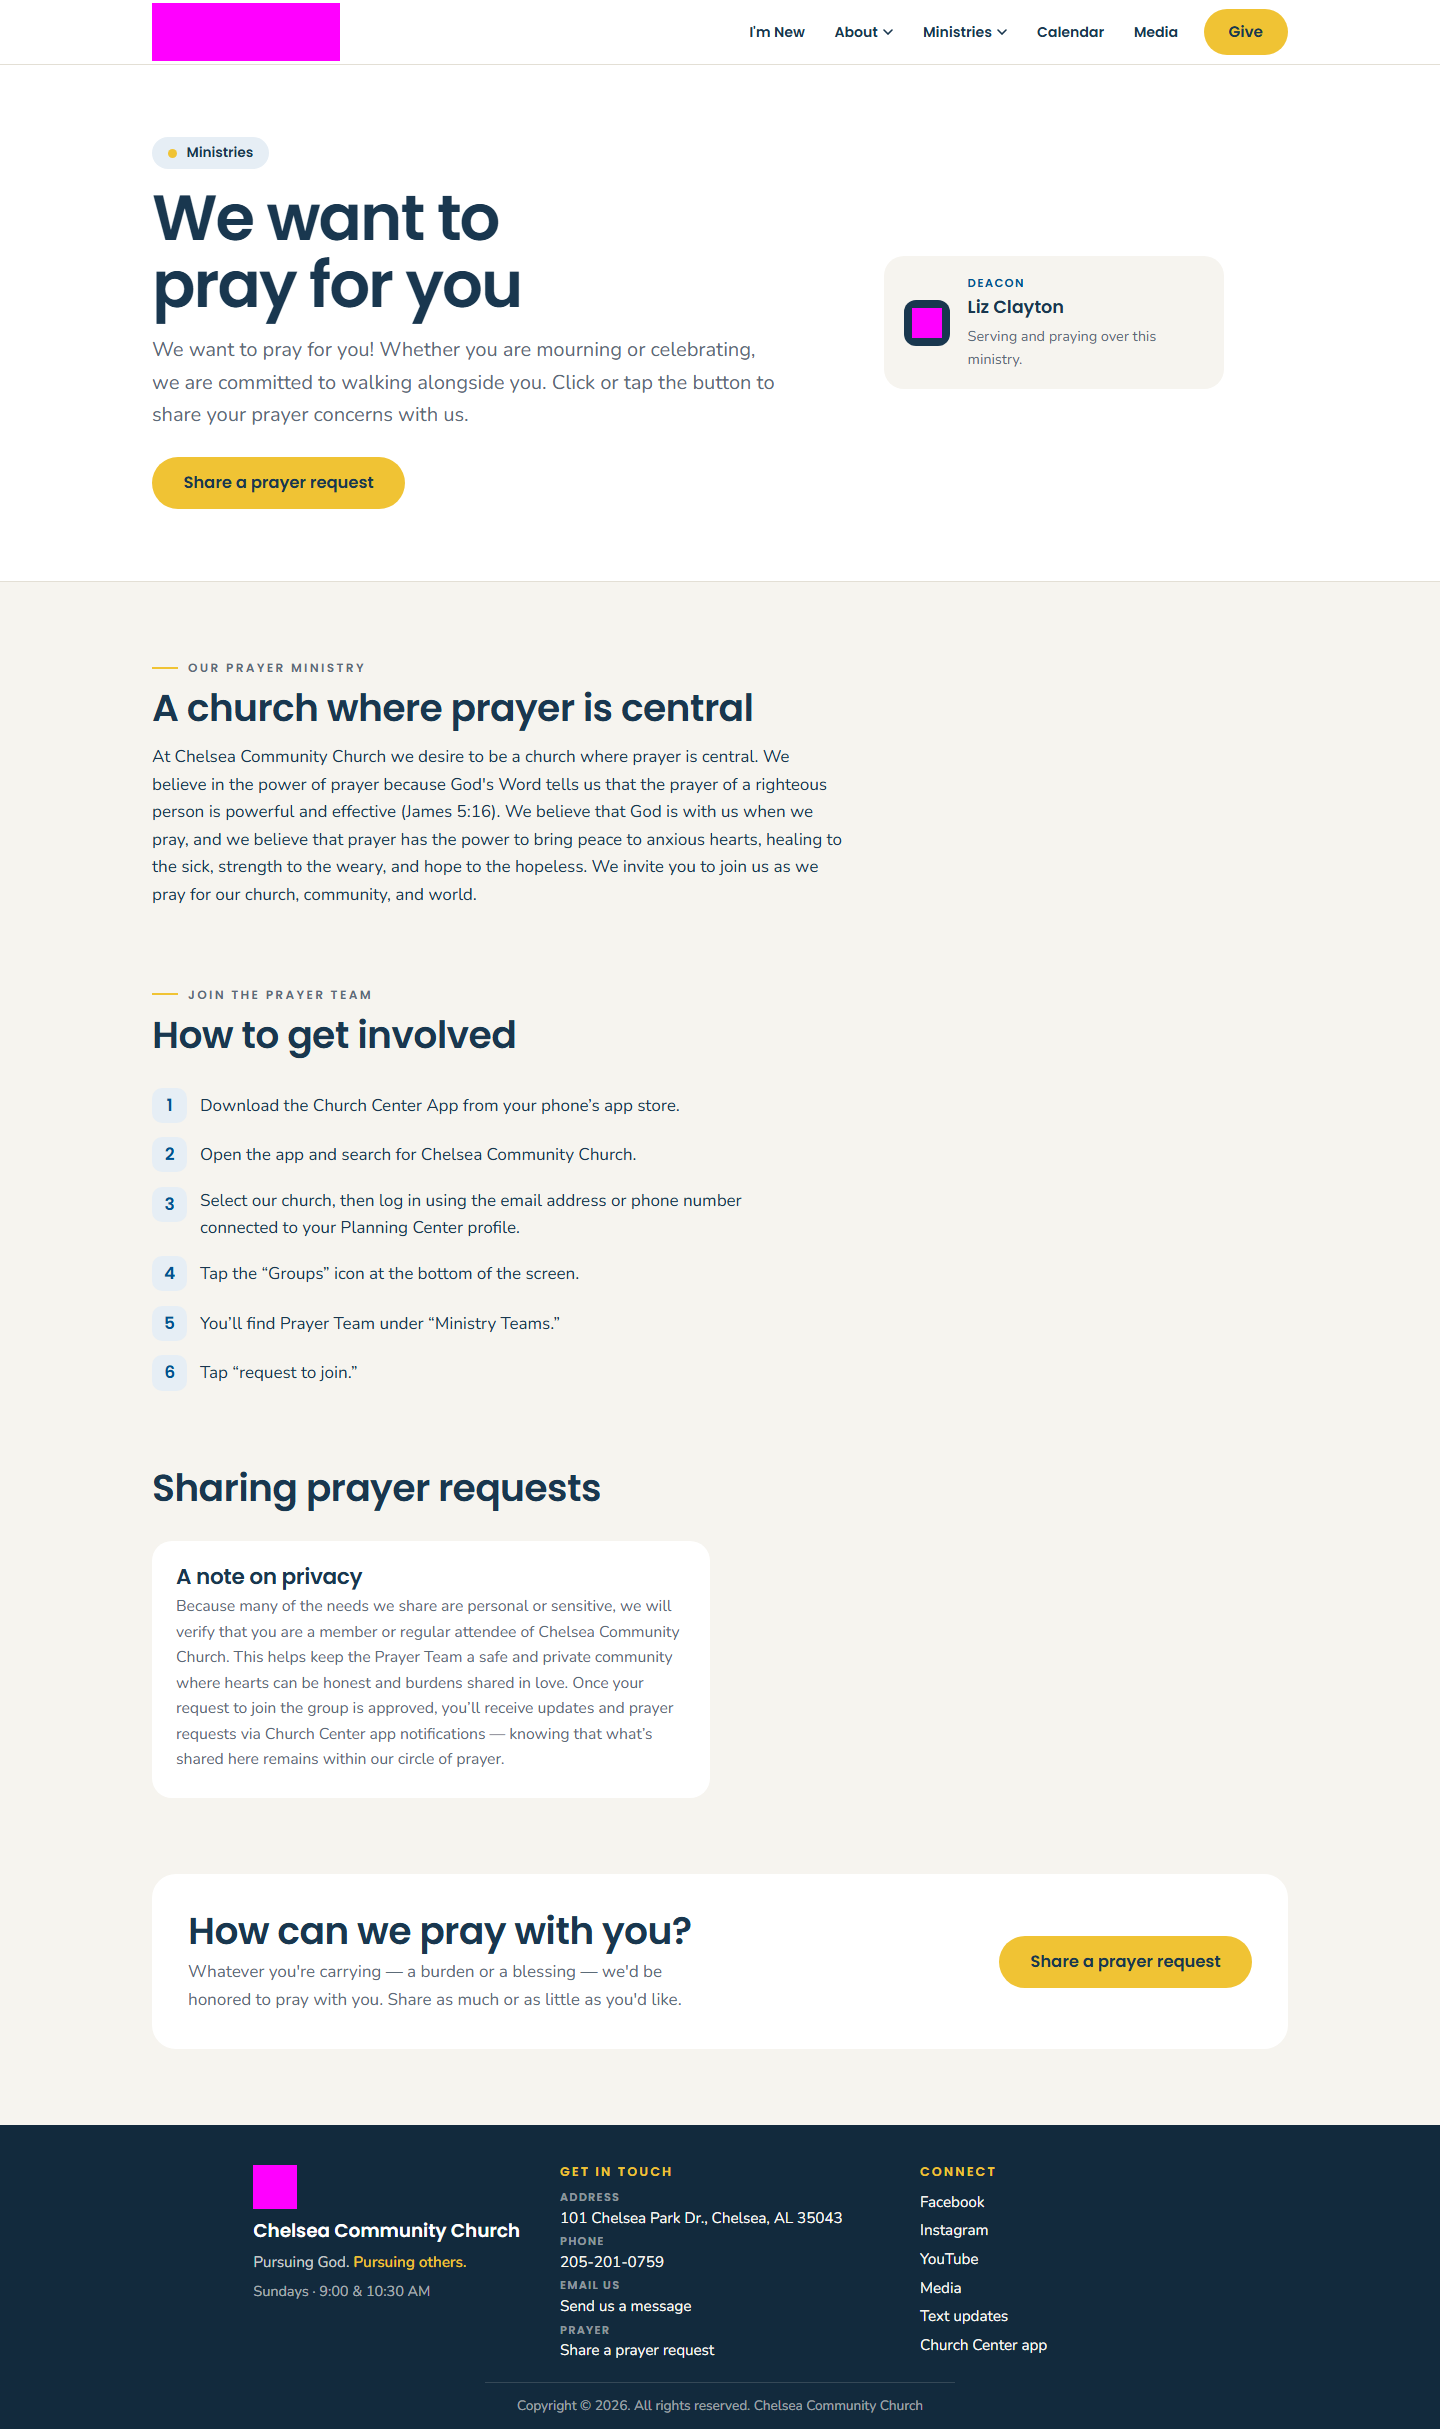 I'm New
About
Ministries
Calendar
Media
Give
Ministries
We want to
pray for you
We want to pray for you! Whether you are mourning or celebrating,
we are committed to walking alongside you. Click or tap the button to
share your prayer concerns with us.
Share a prayer request
DEACON
Liz Clayton
Serving and praying over this
ministry.
OUR PRAYER MINISTRY
A church where prayer is central
At Chelsea Community Church we desire to be a church where prayer is central. We
believe in the power of prayer because God's Word tells us that the prayer of a righteous
person is powerful and effective (James 5:16). We believe that God is with us when we
pray, and we believe that prayer has the power to bring peace to anxious hearts, healing to
the sick, strength to the weary, and hope to the hopeless. We invite you to join us as we
pray for our church, community, and world.
JOIN THE PRAYER TEAM
How to get involved
1 Download the Church Center App from your phone’s app store.
2 Open the app and search for Chelsea Community Church.
3 Select our church, then log in using the email address or phone number
connected to your Planning Center profile.
4 Tap the “Groups” icon at the bottom of the screen.
5 You’ll find Prayer Team under “Ministry Teams.”
6 Tap “request to join.”
Sharing prayer requests
A note on privacy
Because many of the needs we share are personal or sensitive, we will
verify that you are a member or regular attendee of Chelsea Community
Church. This helps keep the Prayer Team a safe and private community
where hearts can be honest and burdens shared in love. Once your
request to join the group is approved, you’ll receive updates and prayer
requests via Church Center app notifications — knowing that what’s
shared here remains within our circle of prayer.
How can we pray with you?
Whatever you're carrying — a burden or a blessing — we'd be
honored to pray with you. Share as much or as little as you'd like.
Share a prayer request
Chelsea Community Church
Pursuing God. Pursuing others.
Sundays · 9:00 & 10:30 AM
GET IN TOUCH
ADDRESS
101 Chelsea Park Dr., Chelsea, AL 35043
PHONE
205-201-0759
EMAIL US
Send us a message
PRAYER
Share a prayer request
CONNECT
Facebook
Instagram
YouTube
Media
Text updates
Church Center app
Copyright © 2026. All rights reserved. Chelsea Community Church